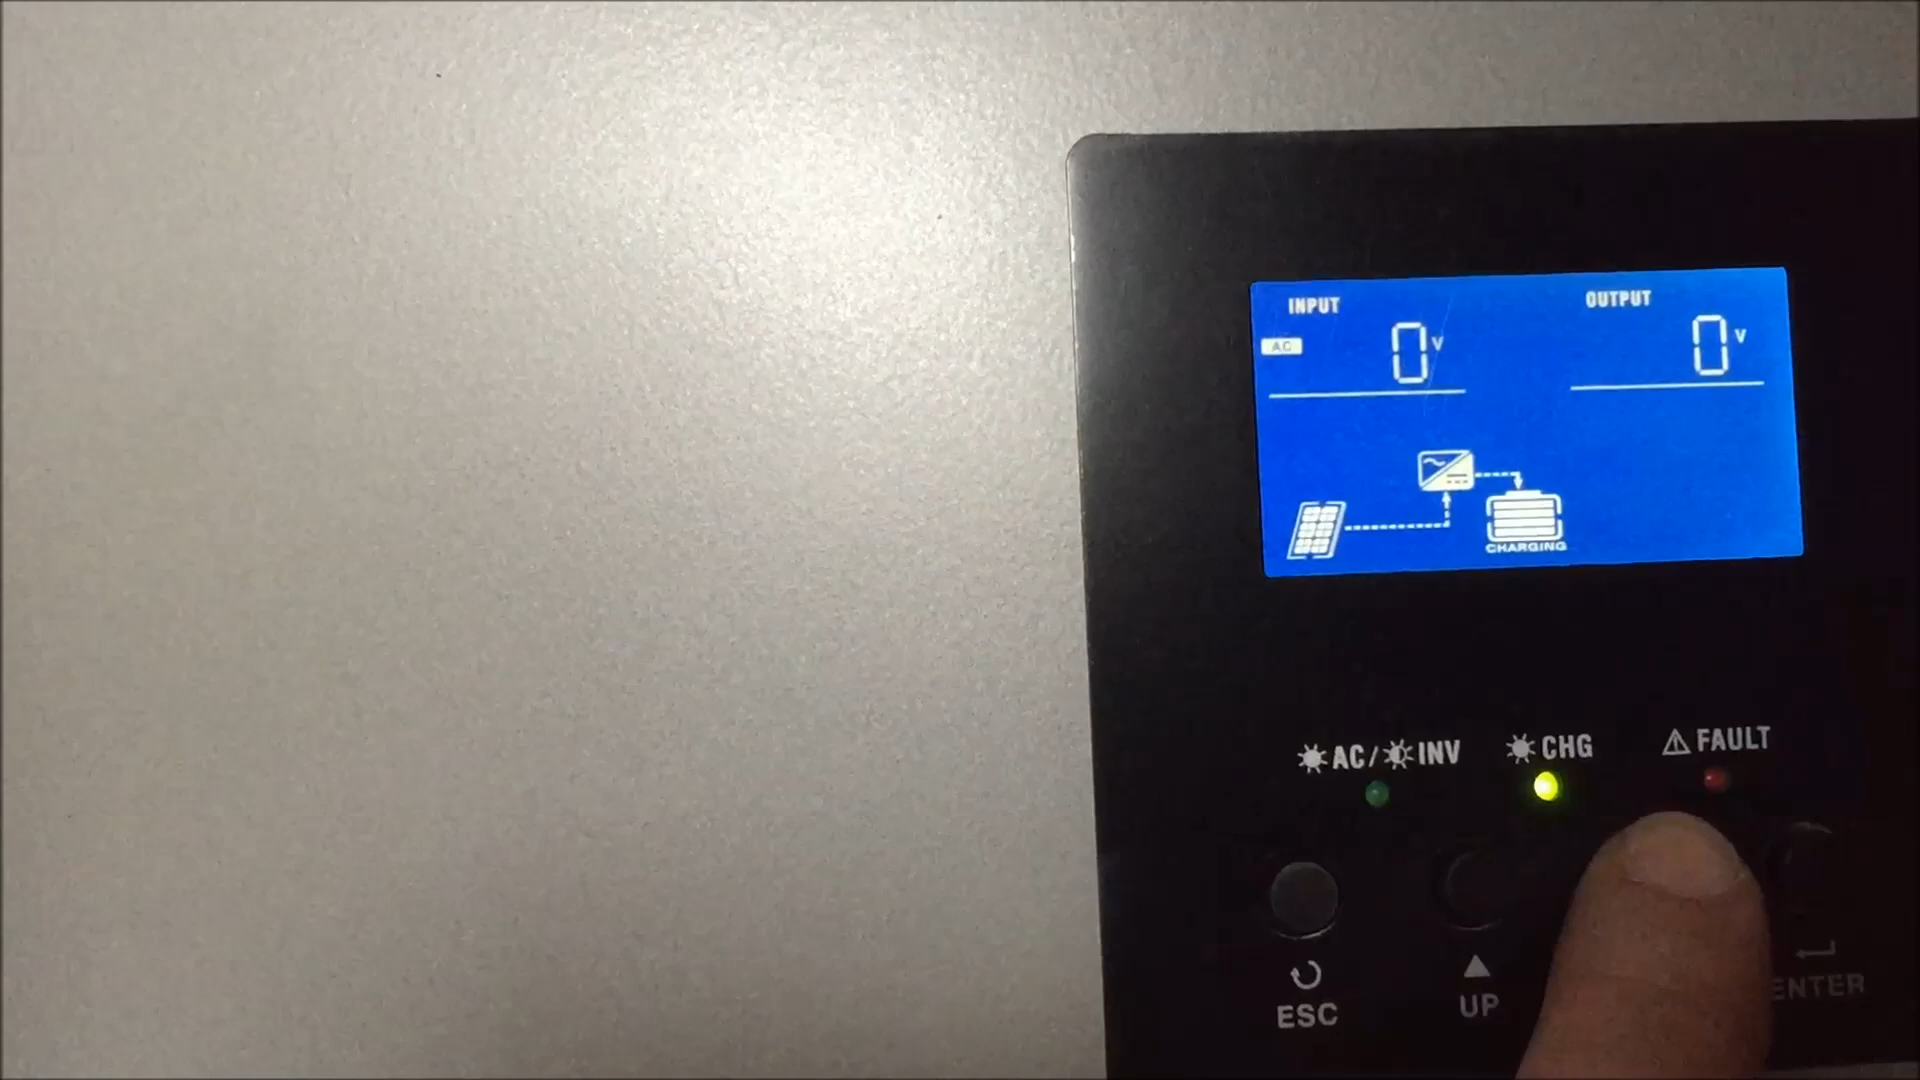 INPUT
OUTPUT
AC
0V
0V
CHARGING
AC/ INV
CHG
FAULT
ESC
UP
ENTER